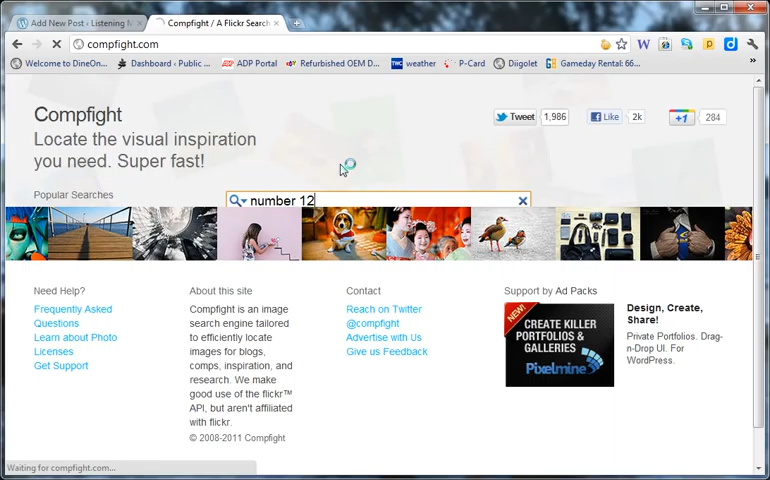 Add New Post ‹ Listening M
Compfight / A Flickr Search
compfight.com
Welcome to DineOn...
Dashboard ‹ Public ...
ADP Portal
Refurbished OEM D...
weather
P-Card
Diigolet
Gameday Rental: 66...
Compfight
Locate the visual inspiration
you need. Super fast!
Tweet 1,986
Like 2k
+1 284
Popular Searches
number 12
Need Help?
Frequently Asked
Questions
Learn about Photo
Licenses
Get Support
About this site
Compfight is an image
search engine tailored
to efficiently locate
images for blogs,
comps, inspiration, and
research. We make
good use of the flickr™
API, but aren't affiliated
with flickr.
© 2008-2011 Compfight
Contact
Reach on Twitter
@compfight
Advertise with Us
Give us Feedback
Support by Ad Packs
NEW!
CREATE KILLER
PORTFOLIOS &
GALLERIES
Pixelmine
Design, Create,
Share!
Private Portfolios. Drag-
n-Drop UI. For
WordPress.
Waiting for compfight.com...